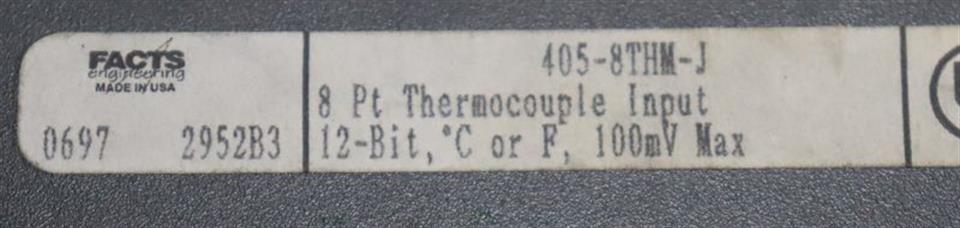 FACTS
engineering
MADE IN USA
0697 2952B3
405-8THM-J
8 Pt Thermocouple Input
12-Bit, °C or F, 100mV Max